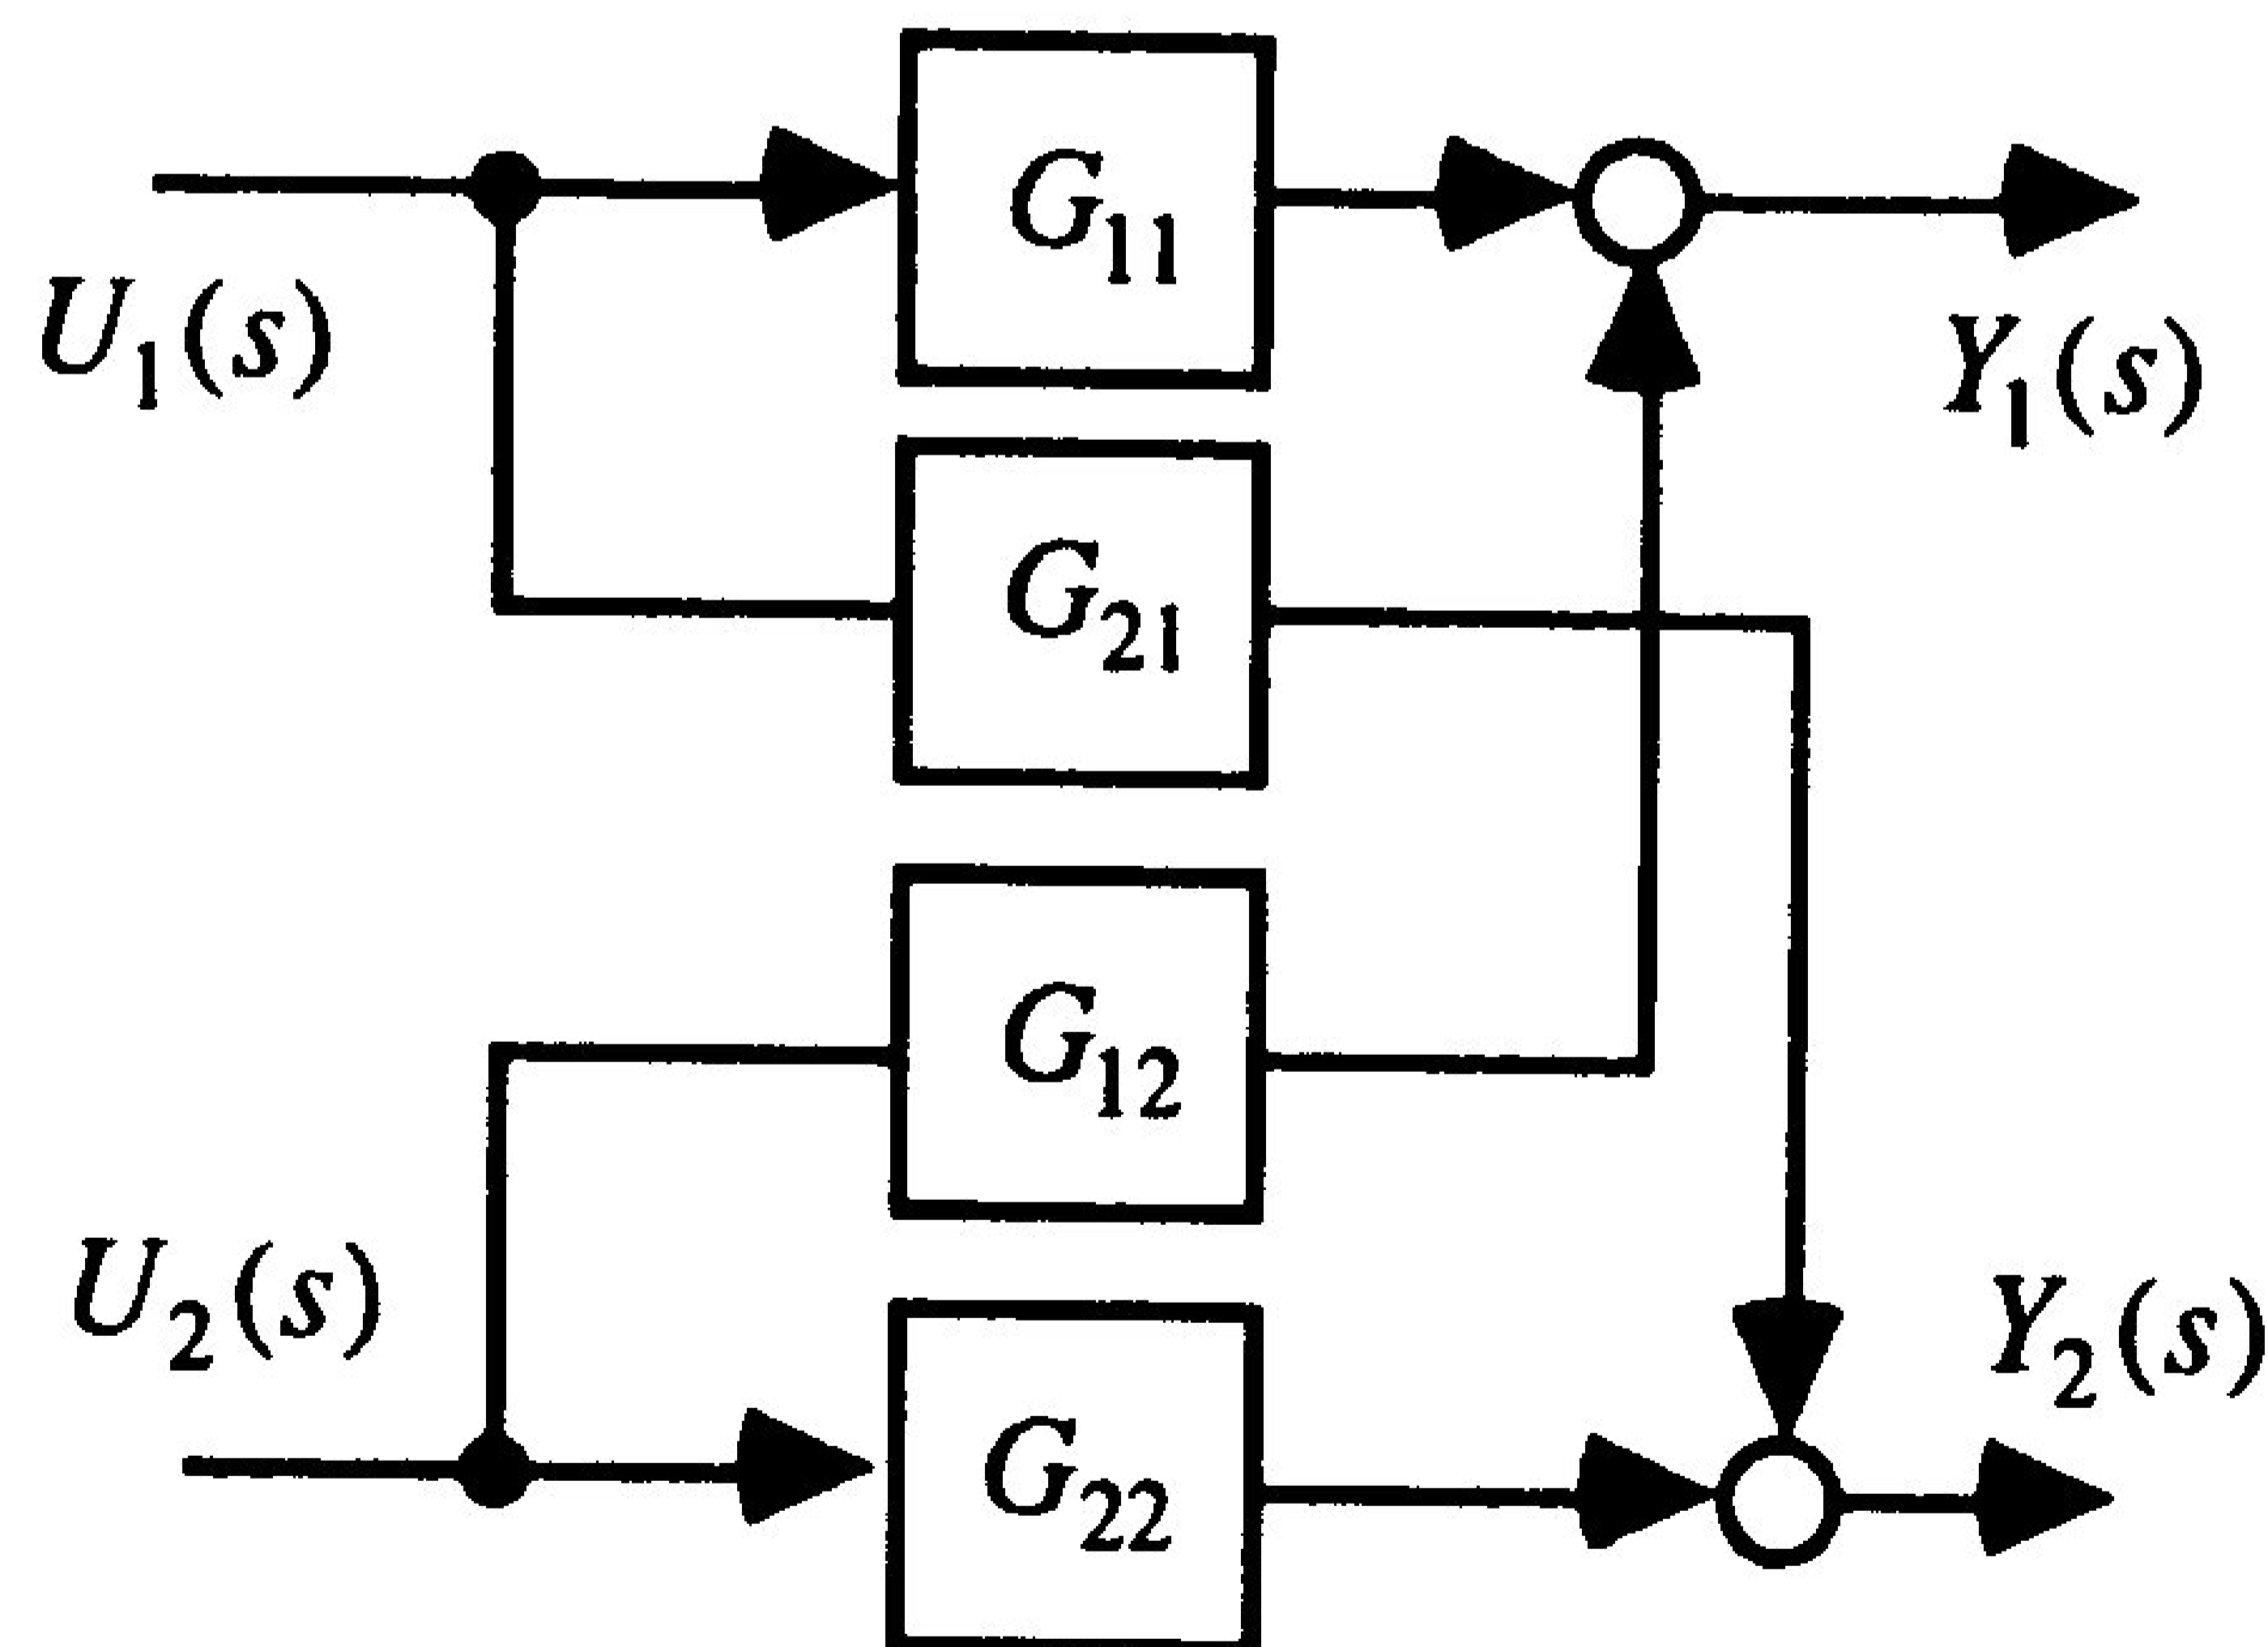 G₁₁
U₁(s)
Y₁(s)
G₂₁
G₁₂
U₂(s)
Y₂(s)
G₂₂